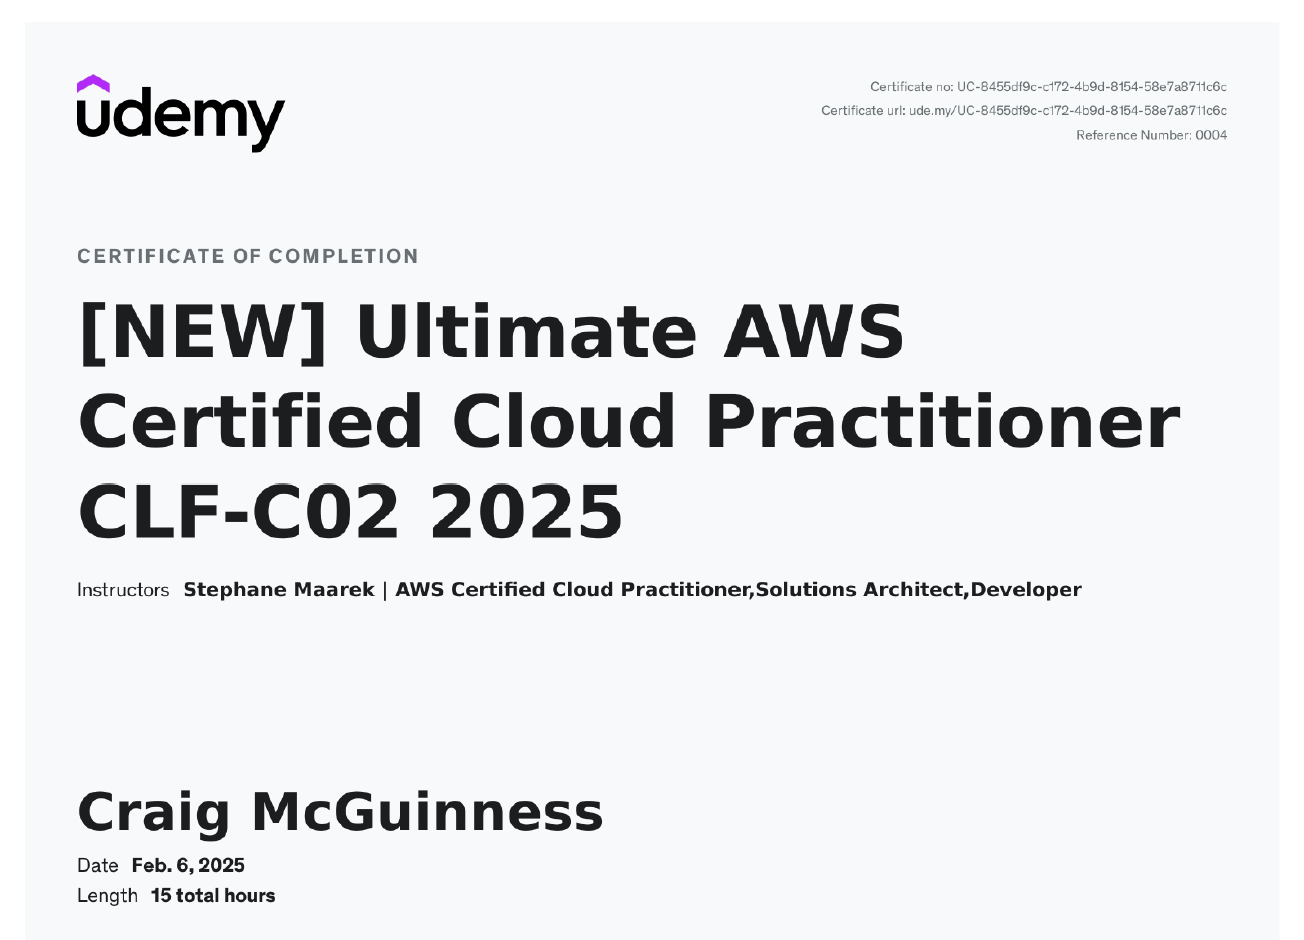 udemy
Certificate no: UC-8455df9c-c172-4b9d-8154-58e7a8711c6c
Certificate url: ude.my/UC-8455df9c-c172-4b9d-8154-58e7a8711c6c
Reference Number: 0004
CERTIFICATE OF COMPLETION
[NEW] Ultimate AWS
Certified Cloud Practitioner
CLF-C02 2025
Instructors Stephane Maarek | AWS Certified Cloud Practitioner,Solutions Architect,Developer
Craig McGuinness
Date Feb. 6, 2025
Length 15 total hours